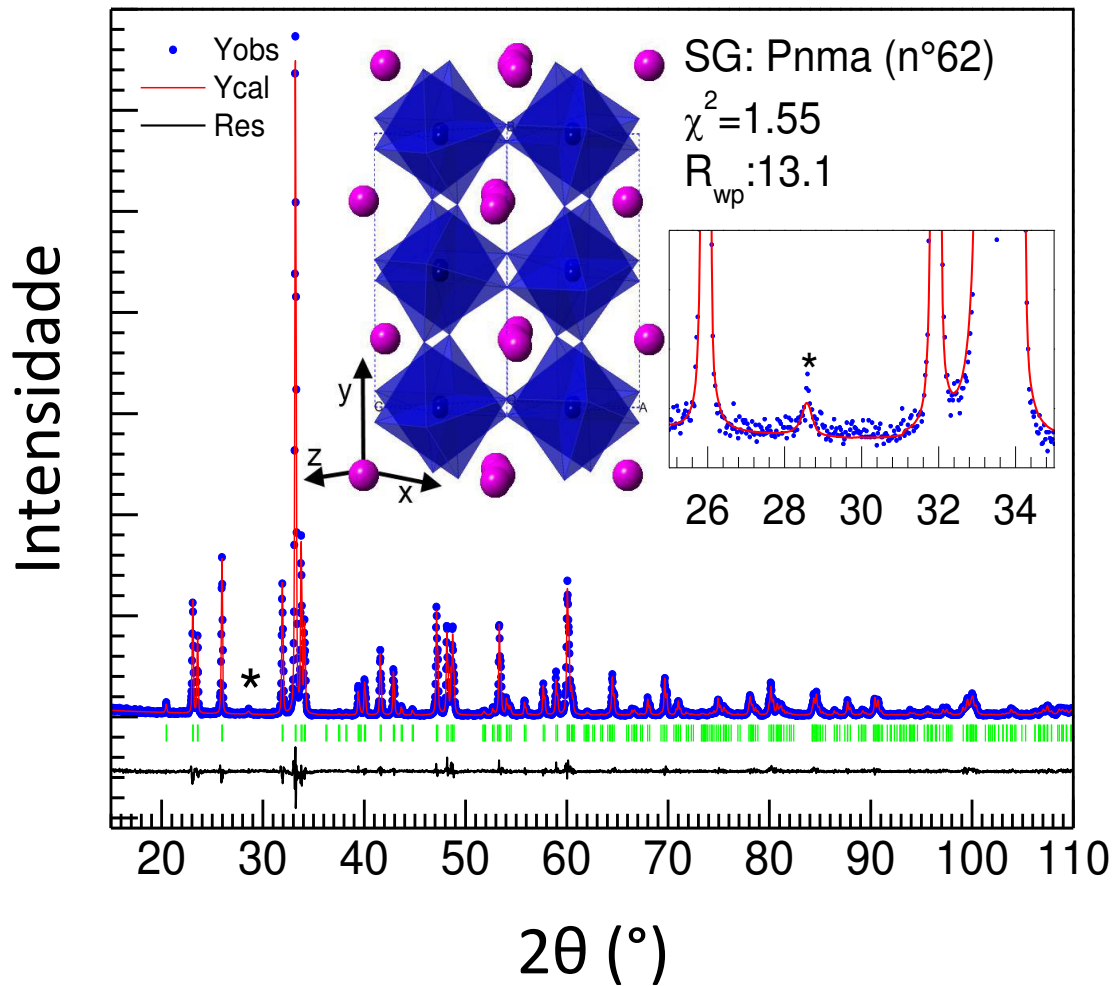 Yobs
Ycal
Res
SG: Pnma (n°62)
χ²=1.55
Rwp:13.1
Intensidade
y
z
x
C
B
A
*
*
26 28 30 32 34
20 30 40 50 60 70 80 90 100 110
2θ (°)